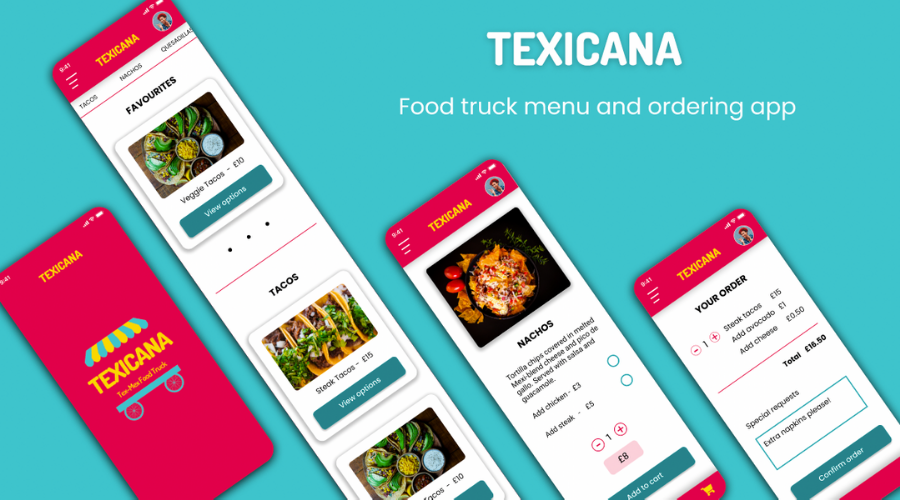 TEXICANA
Food truck menu and ordering app
9:41
TEXICANA
TEXICANA
Tex-Mex Food Truck
9:41
TEXICANA
TACOS
NACHOS
QUESADILLAS
FAVOURITES
Veggie Tacos - £10
View options
TACOS
Steak Tacos - £15
View options
Tacos - £10
9:41
TEXICANA
NACHOS
Tortilla chips covered in melted
Mexi-blend cheese and pico de
gallo. Served with salsa and
guacamole.
Add chicken - £3
Add steak - £5
1
£8
Add to cart
9:41
TEXICANA
YOUR ORDER
1
Steak tacos £15
Add avocado £1
Add cheese £0,50
Total £16.50
Special requests
Extra napkins please!
Confirm order